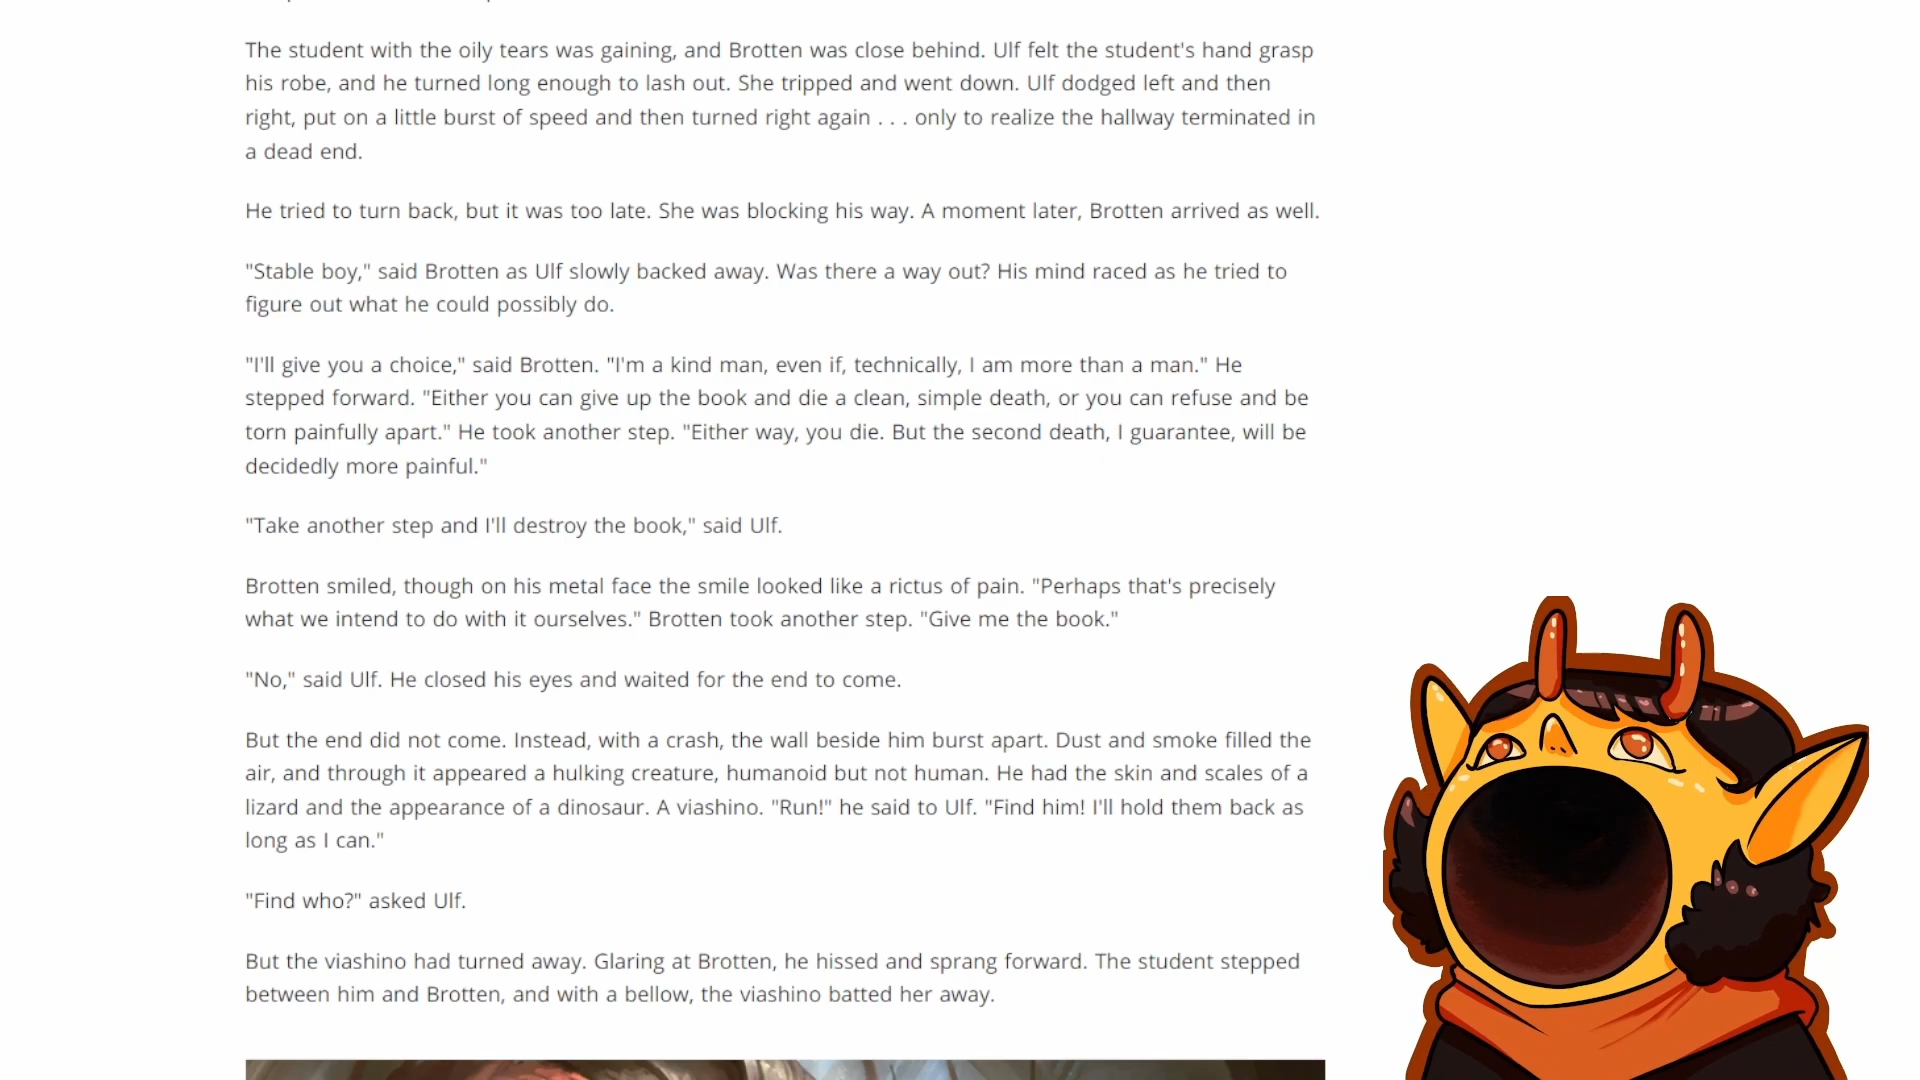 The student with the oily tears was gaining, and Brotten was close behind. Ulf felt the student's hand grasp
his robe, and he turned long enough to lash out. She tripped and went down. Ulf dodged left and then
right, put on a little burst of speed and then turned right again . . . only to realize the hallway terminated in
a dead end.
He tried to turn back, but it was too late. She was blocking his way. A moment later, Brotten arrived as well.
"Stable boy," said Brotten as Ulf slowly backed away. Was there a way out? His mind raced as he tried to
figure out what he could possibly do.
"I'll give you a choice," said Brotten. "I'm a kind man, even if, technically, I am more than a man." He
stepped forward. "Either you can give up the book and die a clean, simple death, or you can refuse and be
torn painfully apart." He took another step. "Either way, you die. But the second death, I guarantee, will be
decidedly more painful."
"Take another step and I'll destroy the book," said Ulf.
Brotten smiled, though on his metal face the smile looked like a rictus of pain. "Perhaps that's precisely
what we intend to do with it ourselves." Brotten took another step. "Give me the book."
"No," said Ulf. He closed his eyes and waited for the end to come.
But the end did not come. Instead, with a crash, the wall beside him burst apart. Dust and smoke filled the
air, and through it appeared a hulking creature, humanoid but not human. He had the skin and scales of a
lizard and the appearance of a dinosaur. A viashino. "Run!" he said to Ulf. "Find him! I'll hold them back as
long as I can."
"Find who?" asked Ulf.
But the viashino had turned away. Glaring at Brotten, he hissed and sprang forward. The student stepped
between him and Brotten, and with a bellow, the viashino batted her away.